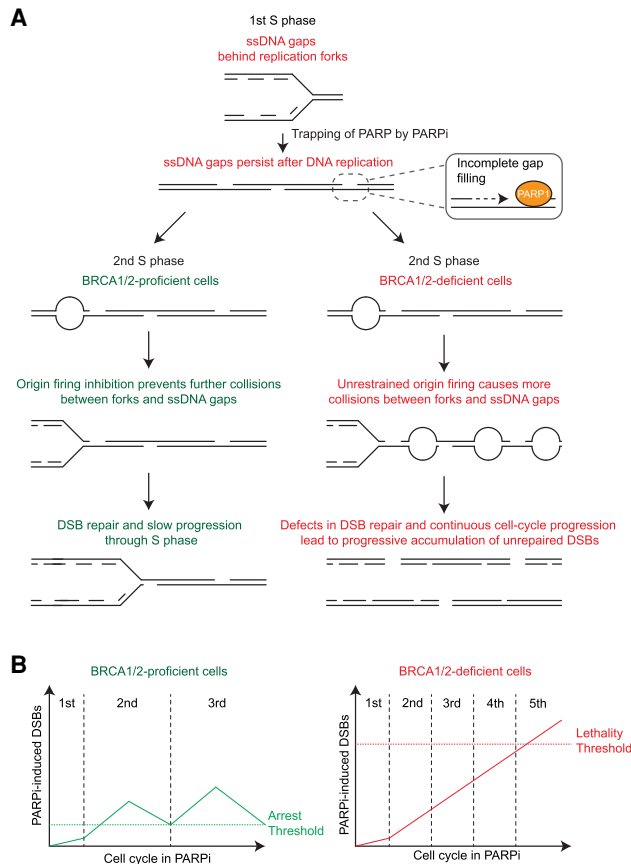 A
1st S phase
ssDNA gaps
behind replication forks
Trapping of PARP by PARPi
ssDNA gaps persist after DNA replication
Incomplete gap
filling
PARP1
2nd S phase
BRCA1/2-proficient cells
Origin firing inhibition prevents further collisions
between forks and ssDNA gaps
DSB repair and slow progression
through S phase
2nd S phase
BRCA1/2-deficient cells
Unrestrained origin firing causes more
collisions between forks and ssDNA gaps
Defects in DSB repair and continuous cell-cycle progression
lead to progressive accumulation of unrepaired DSBs
B
BRCA1/2-proficient cells
PARPi-induced DSBs
1st 2nd 3rd
Arrest
Threshold
Cell cycle in PARPi
BRCA1/2-deficient cells
PARPi-induced DSBs
1st 2nd 3rd 4th 5th
Lethality
Threshold
Cell cycle in PARPi